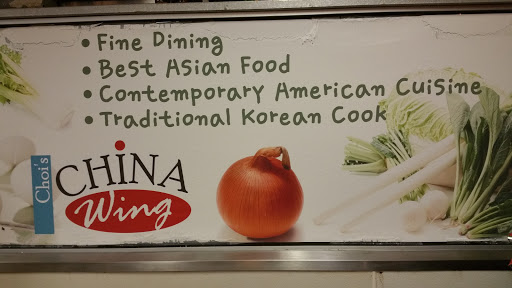 • Fine Dining
• Best Asian Food
• Contemporary American Cuisine
• Traditional Korean Cook
Choi's
CHINA
Wing